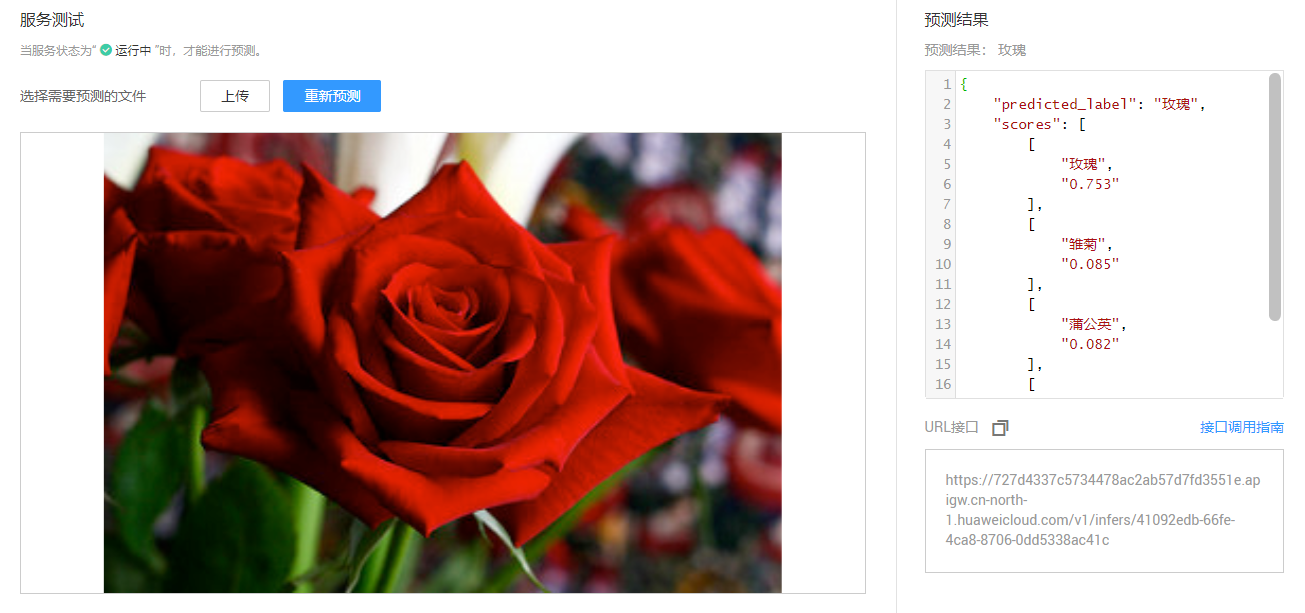 服务测试
当服务状态为“ 运行中 ”时，才能进行预测。
选择需要预测的文件 上传 重新预测
预测结果
预测结果： 玫瑰
1 {
2 "predicted_label": "玫瑰",
3 "scores": [
4 [
5 "玫瑰",
6 "0.753"
7 ],
8 [
9 "雏菊",
10 "0.085"
11 ],
12 [
13 "蒲公英",
14 "0.082"
15 ],
16 [
URL接口 接口调用指南
https://727d4337c5734478ac2ab57d7fd3551e.ap
igw.cn-north-
1.huaweicloud.com/v1/infers/41092edb-66fe-
4ca8-8706-0dd5338ac41c